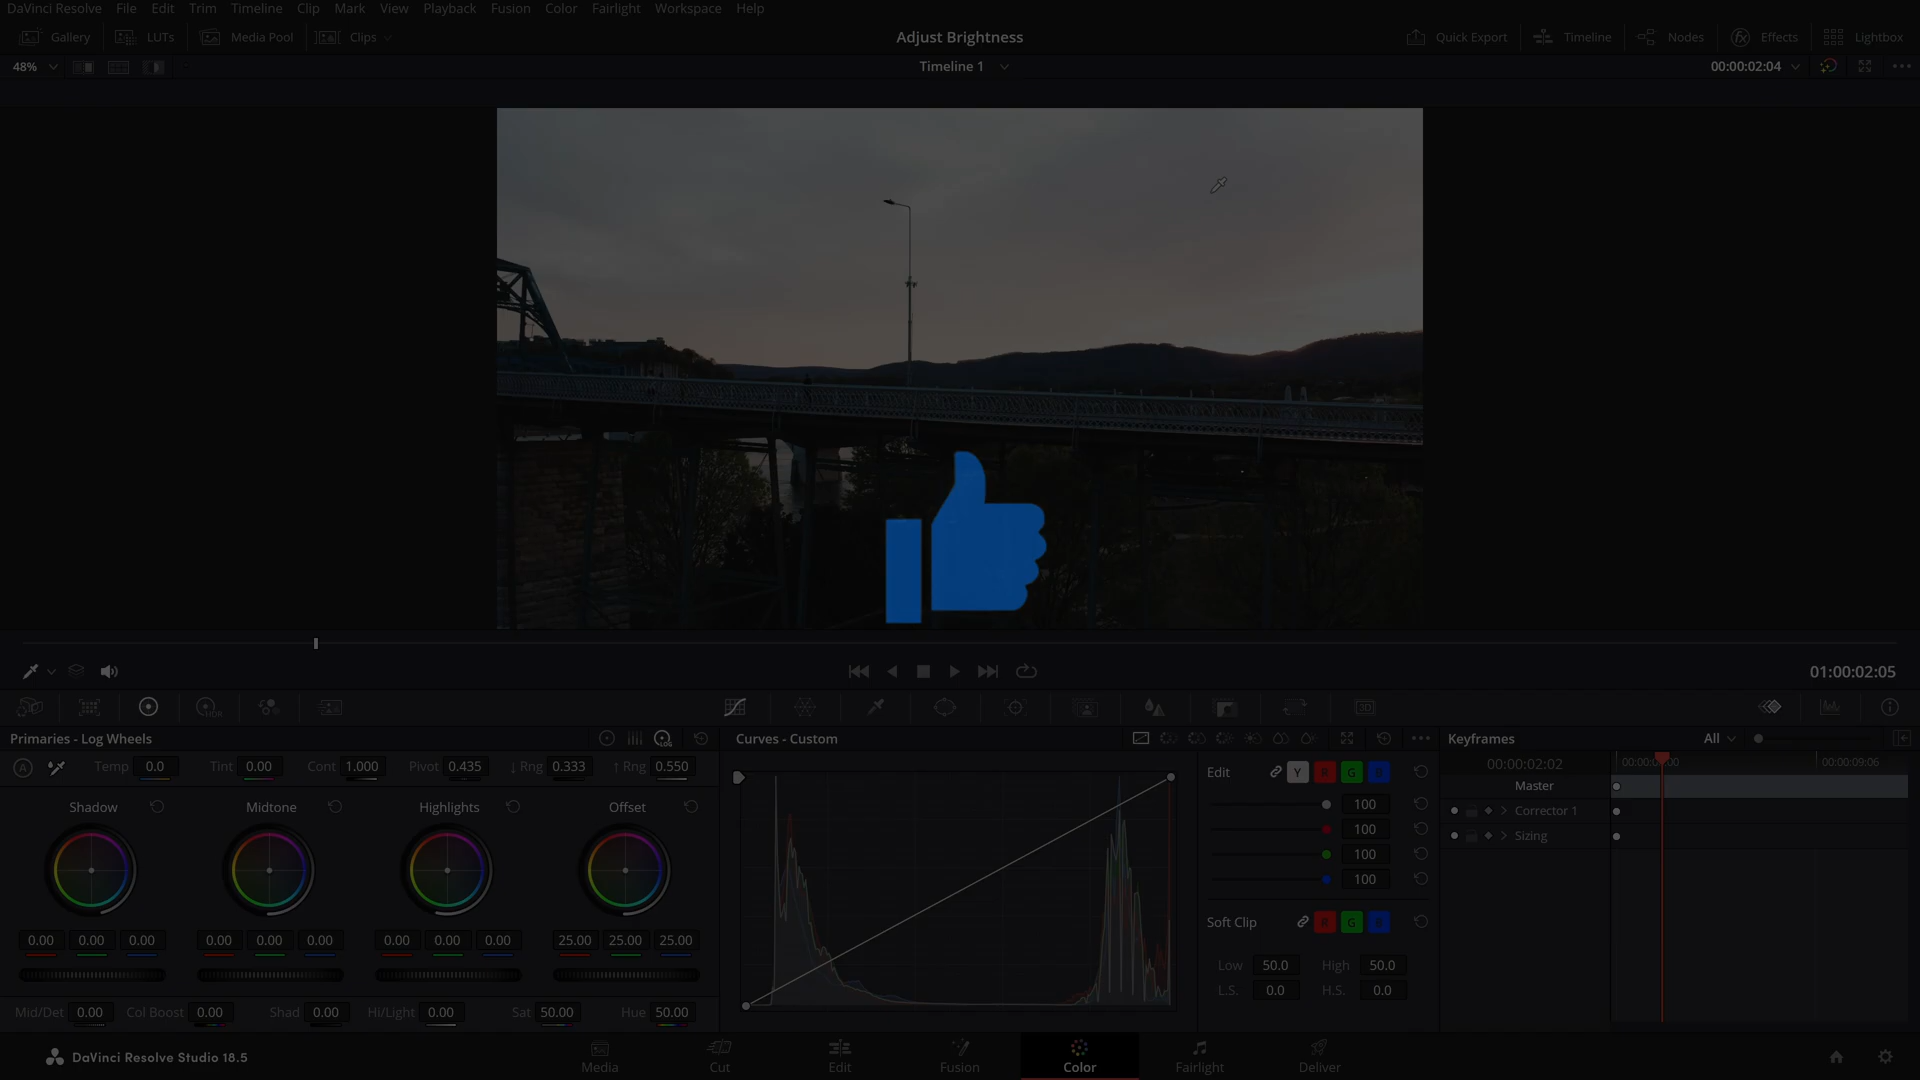 DaVinci Resolve File Edit Trim Timeline Clip Mark View Playback Fusion Color Fairlight Workspace Help
Gallery LUTs Media Pool Clips Adjust Brightness Quick Export Timeline Nodes Effects Lightbox
48% Timeline 1 00:00:02:04
01:00:02:05
HDR 3D
Primaries - Log Wheels LOG Curves - Custom Keyframes All
A Temp 0.0 Tint 0.00 Cont 1.000 Pivot 0.435 ↓ Rng 0.333 ↑ Rng 0.550 Edit Y R G B 00:00:02:02 00:00:09:06
Master
Shadow Midtone Highlights Offset 100 Corrector 1
100 Sizing
100
100
Soft Clip R G B
0.00 0.00 0.00 0.00 0.00 0.00 0.00 0.00 0.00 25.00 25.00 25.00
Low 50.0 High 50.0
L.S. 0.0 H.S. 0.0
Mid/Det 0.00 Col Boost 0.00 Shad 0.00 Hi/Light 0.00 Sat 50.00 Hue 50.00
DaVinci Resolve Studio 18.5 Media Cut Edit Fusion Color Fairlight Deliver